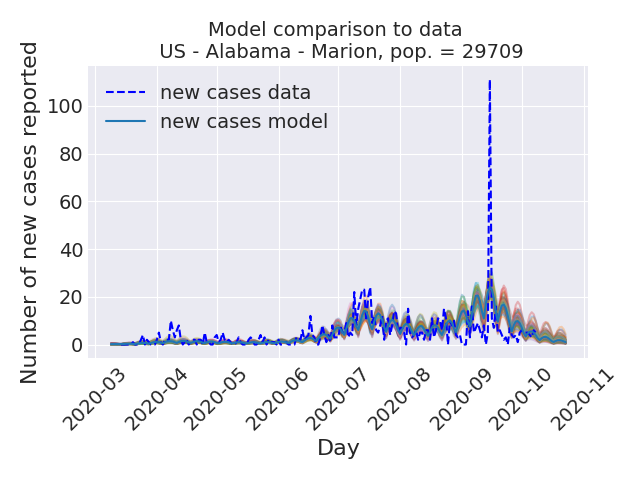 Model comparison to data
US - Alabama - Marion, pop. = 29709
Number of new cases reported
new cases data
new cases model
100
80
60
40
20
0
2020-03
2020-04
2020-05
2020-06
2020-07
2020-08
2020-09
2020-10
2020-11
Day